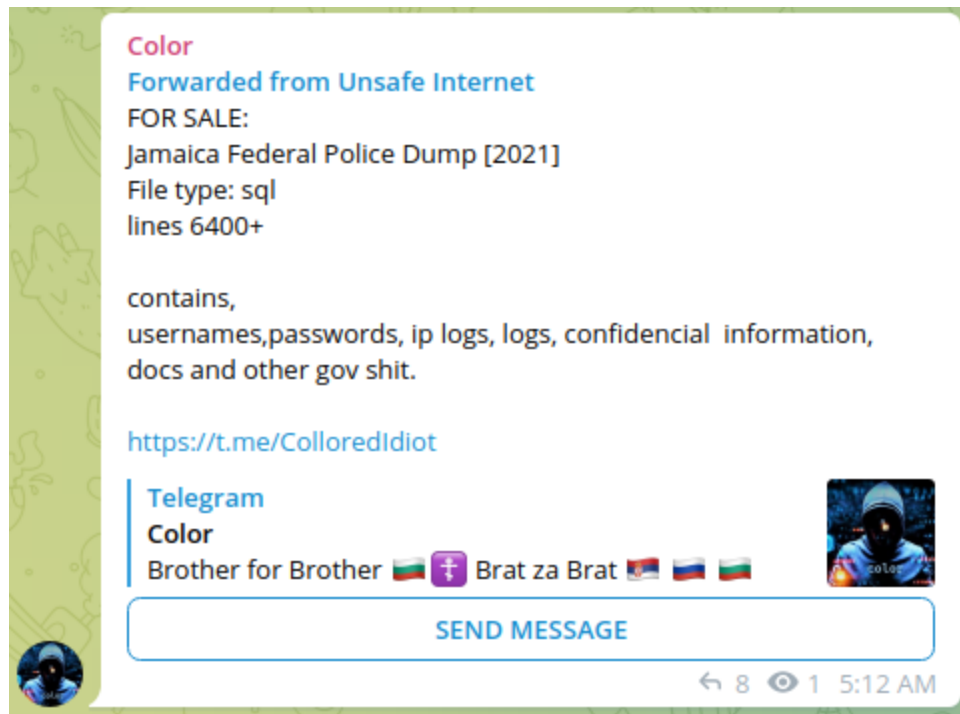 Color
Forwarded from Unsafe Internet
FOR SALE:
Jamaica Federal Police Dump [2021]
File type: sql
lines 6400+
contains,
usernames,passwords, ip logs, logs, confidencial  information,
docs and other gov shit.
https://t.me/ColloredIdiot
Telegram
Color
Brother for Brother 🇧🇬☦️ Brat za Brat 🇷🇸 🇷🇺 🇧🇬
color
SEND MESSAGE
8 1 5:12 AM